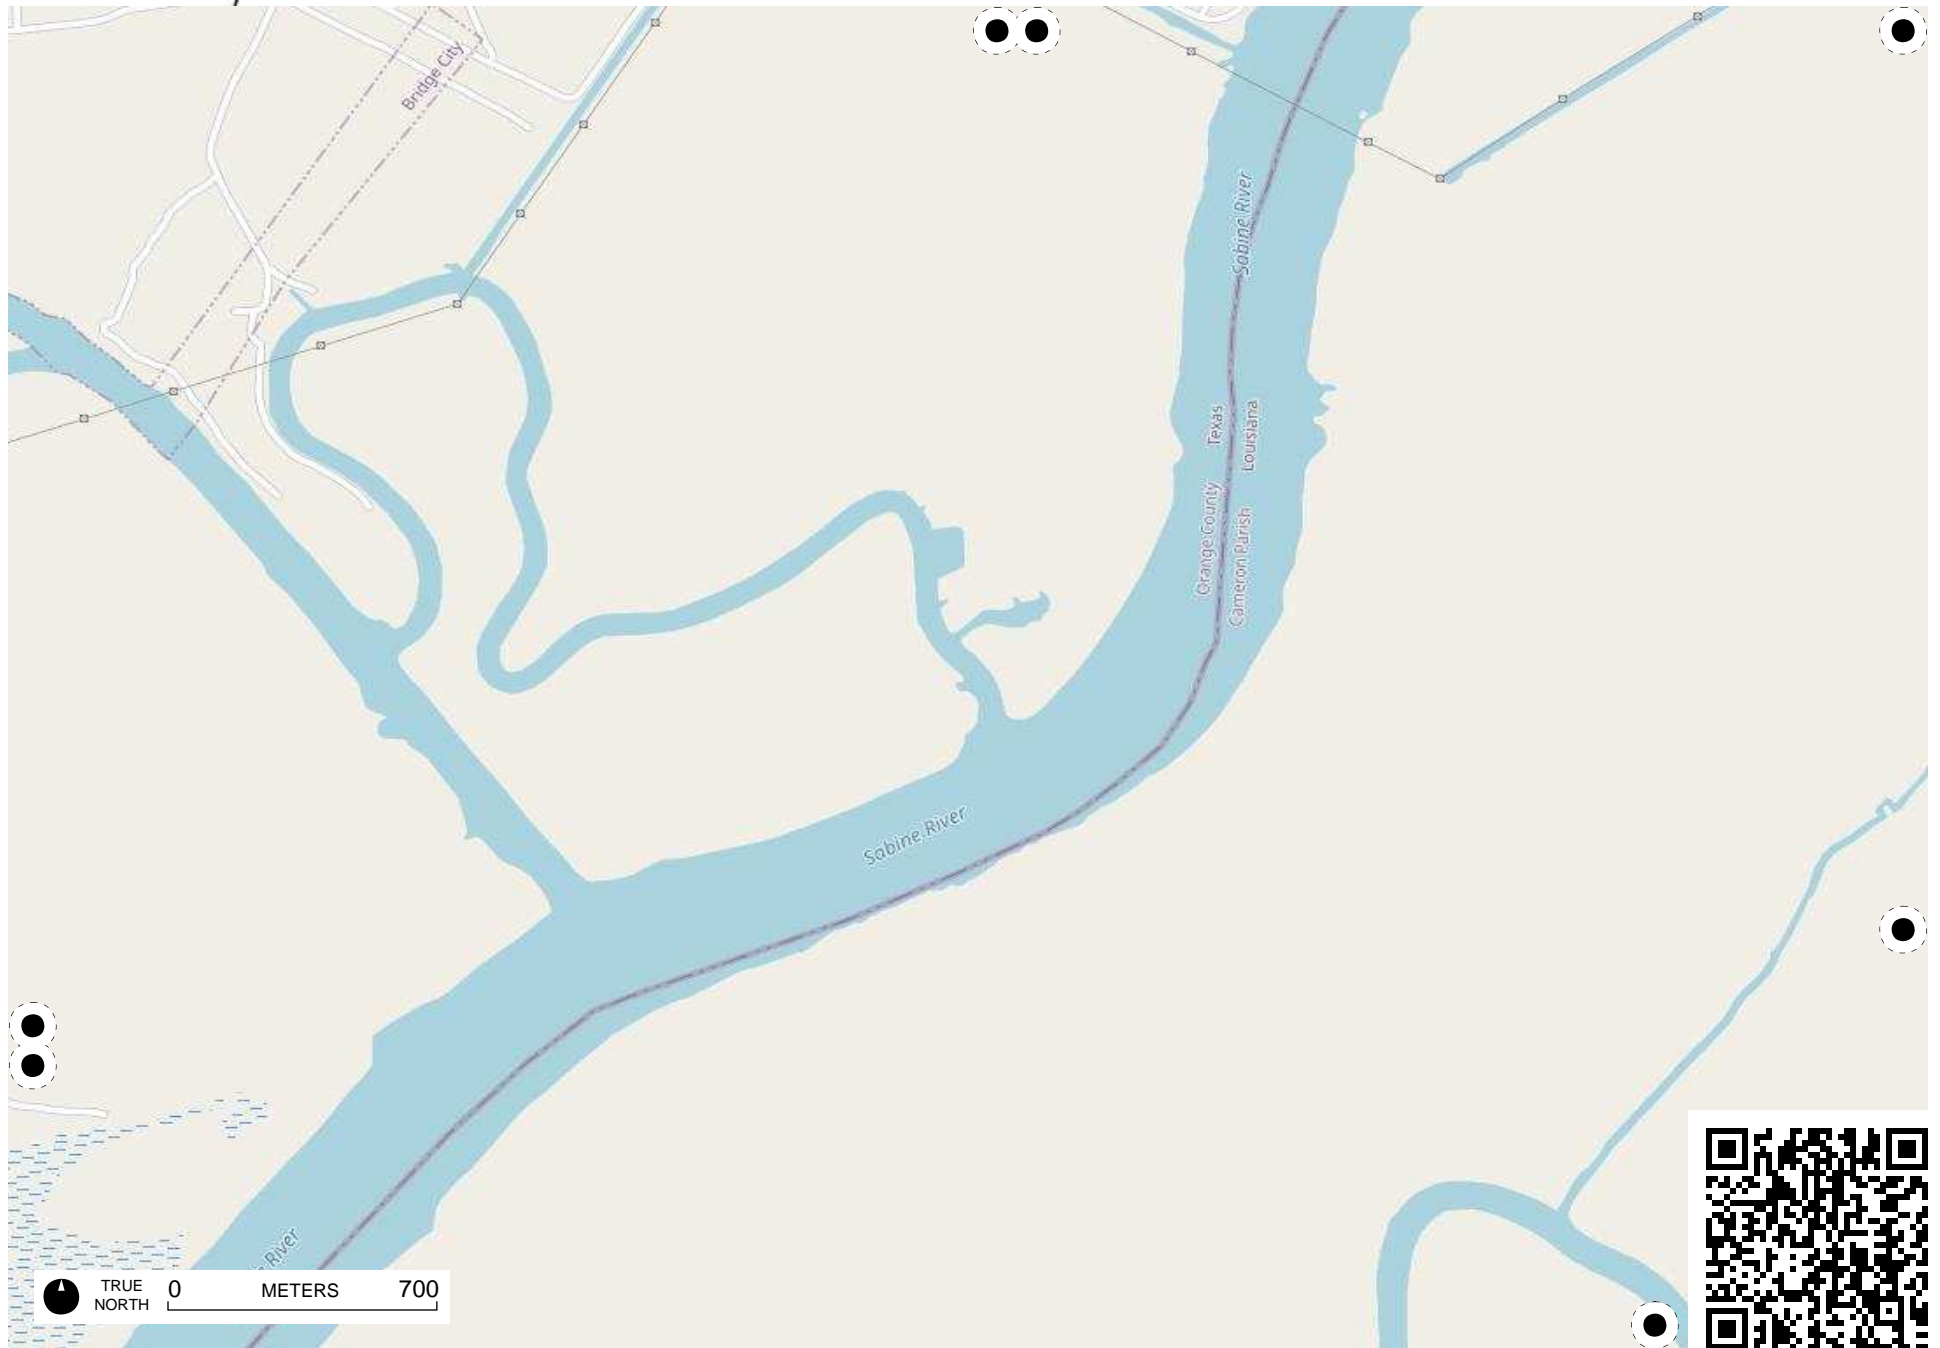 Bridge City
Sabine River
Texas
Louisiana
Orange County
Cameron Parish
Sabine River
River
TRUE
NORTH
0 METERS 700